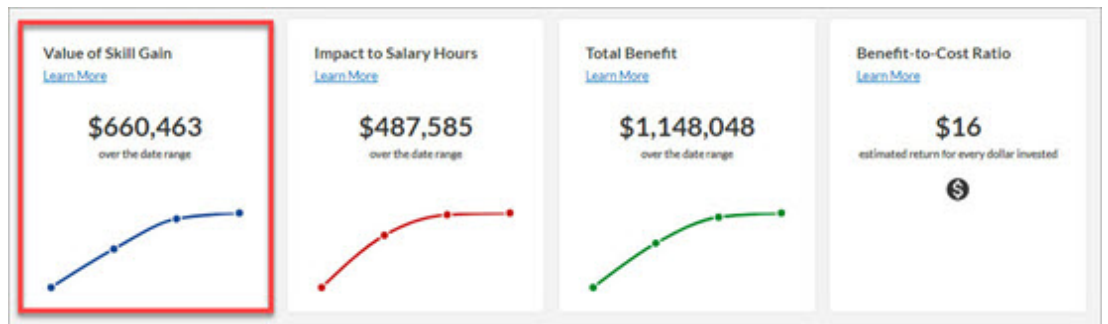 Value of Skill Gain
Learn More
$660,463
over the date range
Impact to Salary Hours
Learn More
$487,585
over the date range
Total Benefit
Learn More
$1,148,048
over the date range
Benefit-to-Cost Ratio
Learn More
$16
estimated return for every dollar invested
$